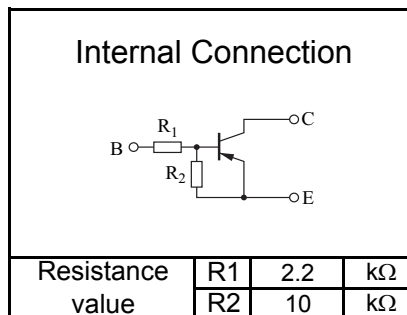 Internal Connection
C
R1
B
R2
E
Resistance value R1 2.2 kΩ
R2 10 kΩ